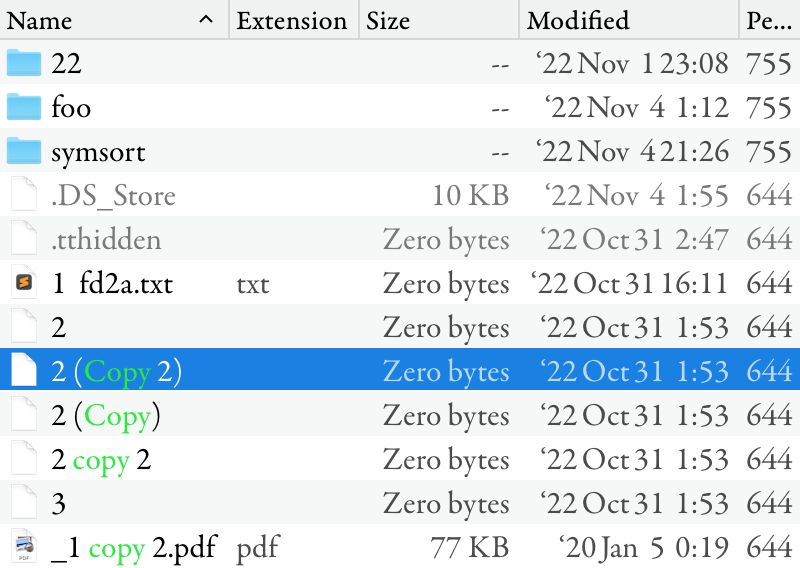 Name Extension Size Modified Pe...
22 -- ‘22 Nov 1 23:08 755
foo -- ‘22 Nov 4 1:12 755
symsort -- ‘22 Nov 4 21:26 755
.DS_Store 10 KB ‘22 Nov 4 1:55 644
.tthidden Zero bytes ‘22 Oct 31 2:47 644
1 fd2a.txt txt Zero bytes ‘22 Oct 31 16:11 644
2 Zero bytes ‘22 Oct 31 1:53 644
2 (Copy 2) Zero bytes ‘22 Oct 31 1:53 644
2 (Copy) Zero bytes ‘22 Oct 31 1:53 644
2 copy 2 Zero bytes ‘22 Oct 31 1:53 644
3 Zero bytes ‘22 Oct 31 1:53 644
_1 copy 2.pdf pdf 77 KB ‘20 Jan 5 0:19 644